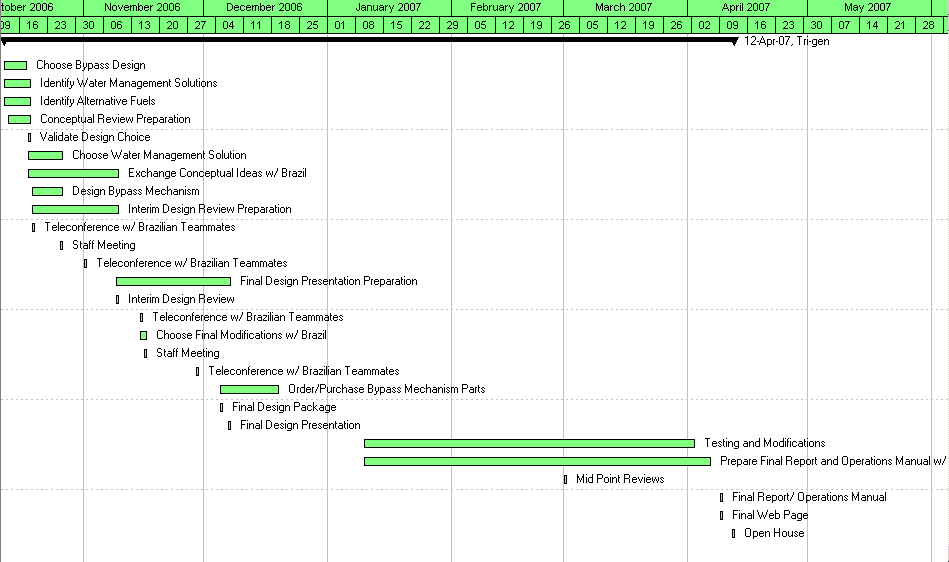 tober 2006 November 2006 December 2006 January 2007 February 2007 March 2007 April 2007 May 2007
09 16 23 30 06 13 20 27 04 11 18 25 01 08 15 22 29 05 12 19 26 05 12 19 26 02 09 16 23 30 07 14 21 28
12-Apr-07, Tri-gen
Choose Bypass Design
Identify Water Management Solutions
Identify Alternative Fuels
Conceptual Review Preparation
Validate Design Choice
Choose Water Management Solution
Exchange Conceptual Ideas w/ Brazil
Design Bypass Mechanism
Interim Design Review Preparation
Teleconference w/ Brazilian Teammates
Staff Meeting
Teleconference w/ Brazilian Teammates
Final Design Presentation Preparation
Interim Design Review
Teleconference w/ Brazilian Teammates
Choose Final Modifications w/ Brazil
Staff Meeting
Teleconference w/ Brazilian Teammates
Order/Purchase Bypass Mechanism Parts
Final Design Package
Final Design Presentation
Testing and Modifications
Prepare Final Report and Operations Manual w/
Mid Point Reviews
Final Report/ Operations Manual
Final Web Page
Open House